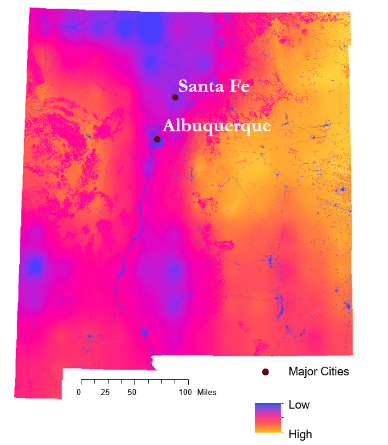 Santa Fe
Albuquerque
0 25 50 100 Miles
Major Cities
Low
High